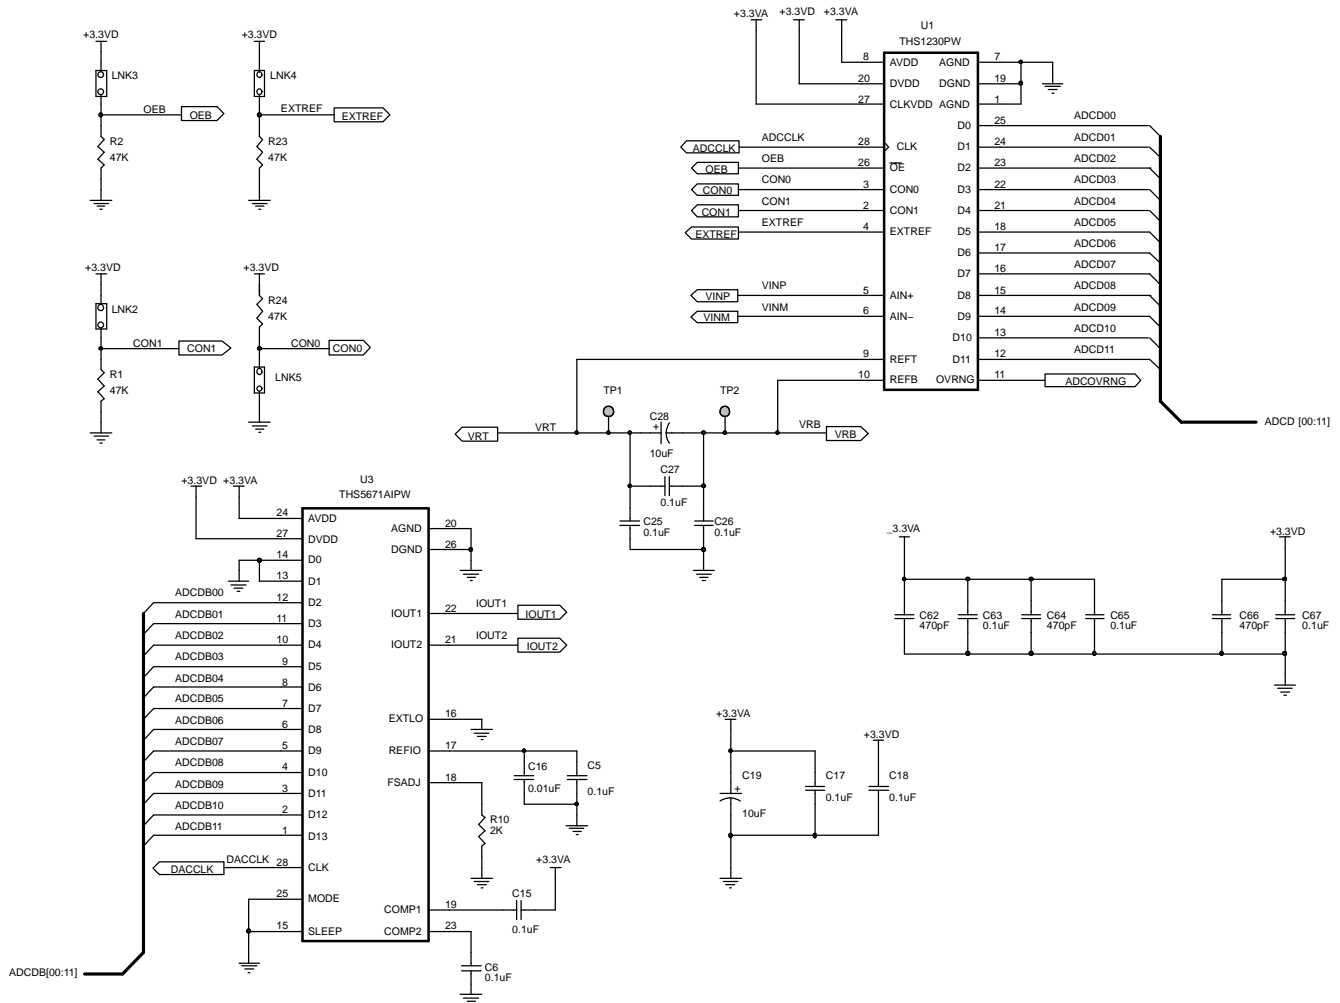 +3.3VD
LNK3
OEB
OEB
R2
47K
+3.3VD
LNK4
EXTREF
EXTREF
R23
47K
+3.3VD
LNK2
CON1
CON1
R1
47K
+3.3VD
R24
47K
CON0
CON0
LNK5
+3.3VA
+3.3VD
+3.3VA
U1
THS1230PW
8
AVDD
AGND
7
20
DVDD
DGND
19
27
CLKVDD
AGND
1
D0
25
ADCD00
ADCCLK
ADCCLK
28
CLK
D1
24
ADCD01
OEB
OEB
26
OE
D2
23
ADCD02
CON0
CON0
3
CON0
D3
22
ADCD03
CON1
CON1
2
CON1
D4
21
ADCD04
EXTREF
EXTREF
4
EXTREF
D5
18
ADCD05
D6
17
ADCD06
D7
16
ADCD07
VINP
VINP
5
AIN+
D8
15
ADCD08
VINM
VINM
6
AIN–
D9
14
ADCD09
D10
13
ADCD10
9
REFT
D11
12
ADCD11
10
REFB
OVRNG
11
ADCOVRNG
ADCD [00:11]
TP1
TP2
VRT
VRT
C28
+
10uF
VRB
VRB
C27
0.1uF
C25
0.1uF
C26
0.1uF
+3.3VD
+3.3VA
U3
THS5671AIPW
24
AVDD
AGND
20
27
DVDD
DGND
26
14
D0
13
D1
ADCDB00
12
D2
IOUT1
22
IOUT1
IOUT1
ADCDB01
11
D3
ADCDB02
10
D4
IOUT2
21
IOUT2
IOUT2
ADCDB03
9
D5
ADCDB04
8
D6
ADCDB05
7
D7
EXTLO
16
ADCDB06
6
D8
ADCDB07
5
D9
REFIO
17
ADCDB08
4
D10
FSADJ
18
ADCDB09
3
D11
ADCDB10
2
D12
ADCDB11
1
D13
DACCLK
DACCLK
28
CLK
25
MODE
COMP1
19
15
SLEEP
COMP2
23
ADCDB[00:11]
C16
0.01uF
C5
0.1uF
R10
2K
+3.3VA
C15
0.1uF
C6
0.1uF
_3.3VA
+3.3VD
C62
470pF
C63
0.1uF
C64
470pF
C65
0.1uF
C66
470pF
C67
0.1uF
+3.3VA
+3.3VD
C19
+
10uF
C17
0.1uF
C18
0.1uF